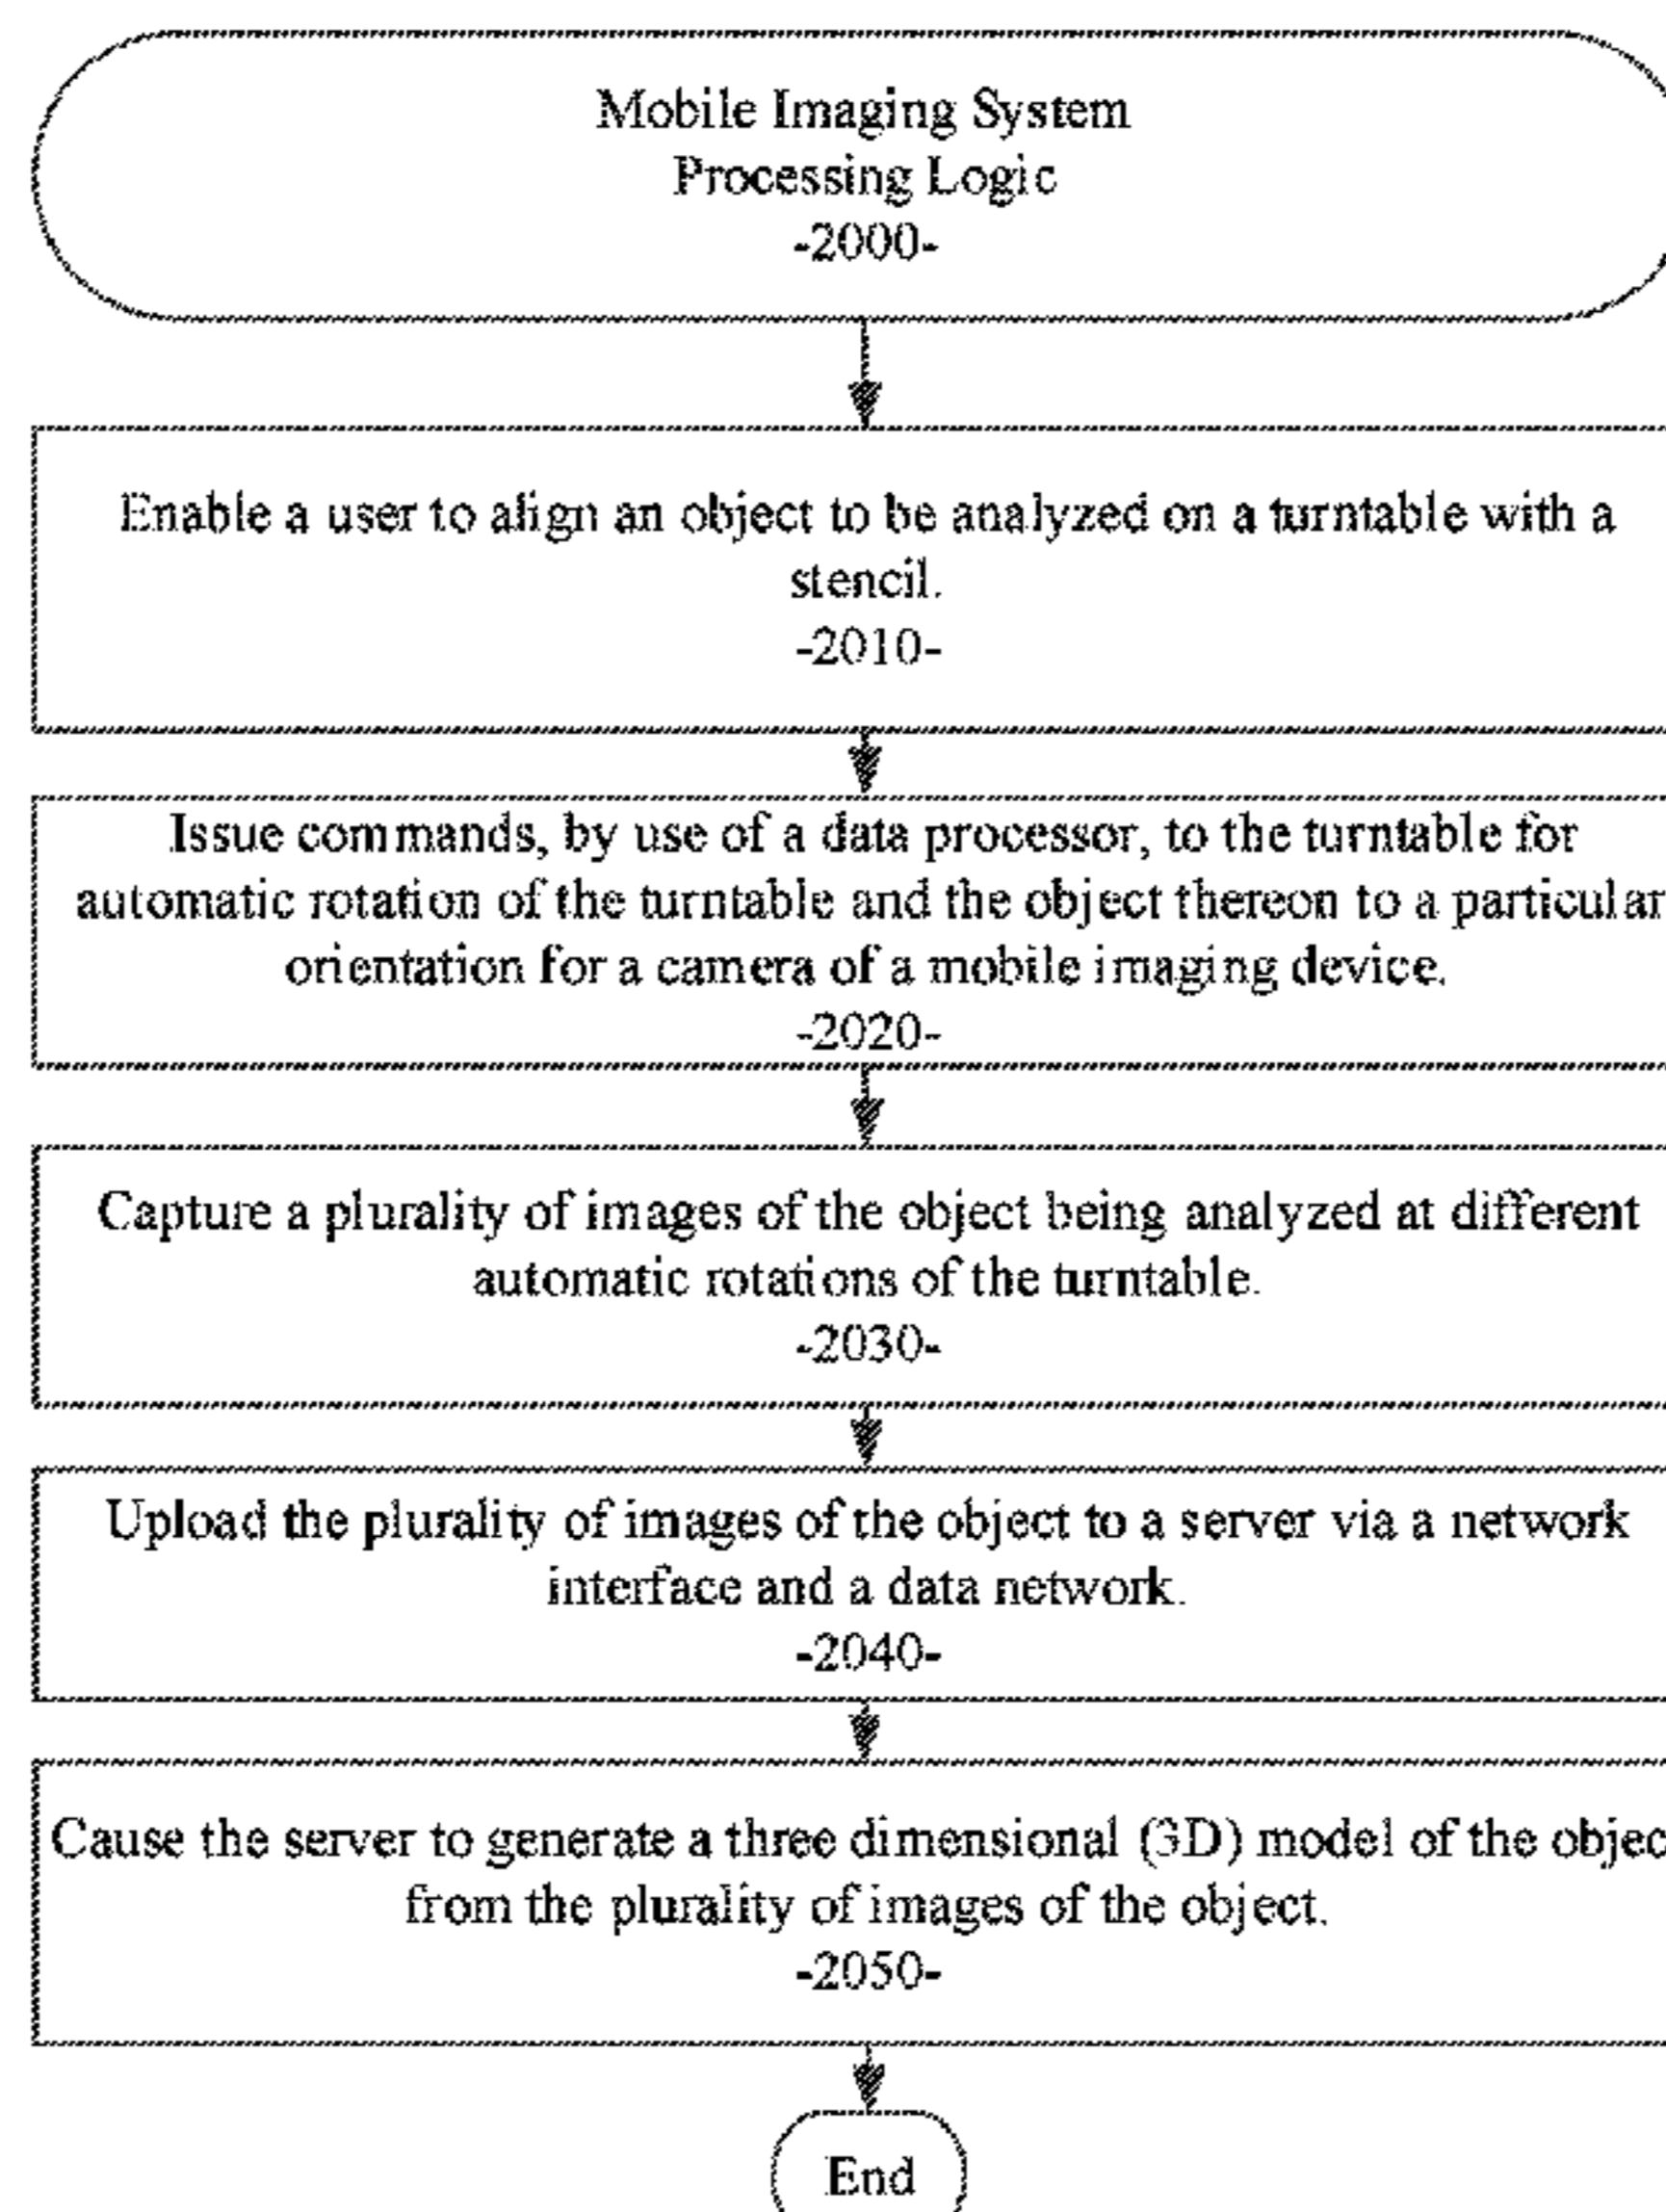 Mobile Imaging System
Processing Logic
-2000-
Enable a user to align an object to be analyzed on a turntable with a
stencil.
-2010-
Issue commands, by use of a data processor, to the turntable for
automatic rotation of the turntable and the object thereon to a particular
orientation for a camera of a mobile imaging device.
-2020-
Capture a plurality of images of the object being analyzed at different
automatic rotations of the turntable.
-2030-
Upload the plurality of images of the object to a server via a network
interface and a data network.
-2040-
Cause the server to generate a three dimensional (3D) model of the objec
from the plurality of images of the object.
-2050-
End